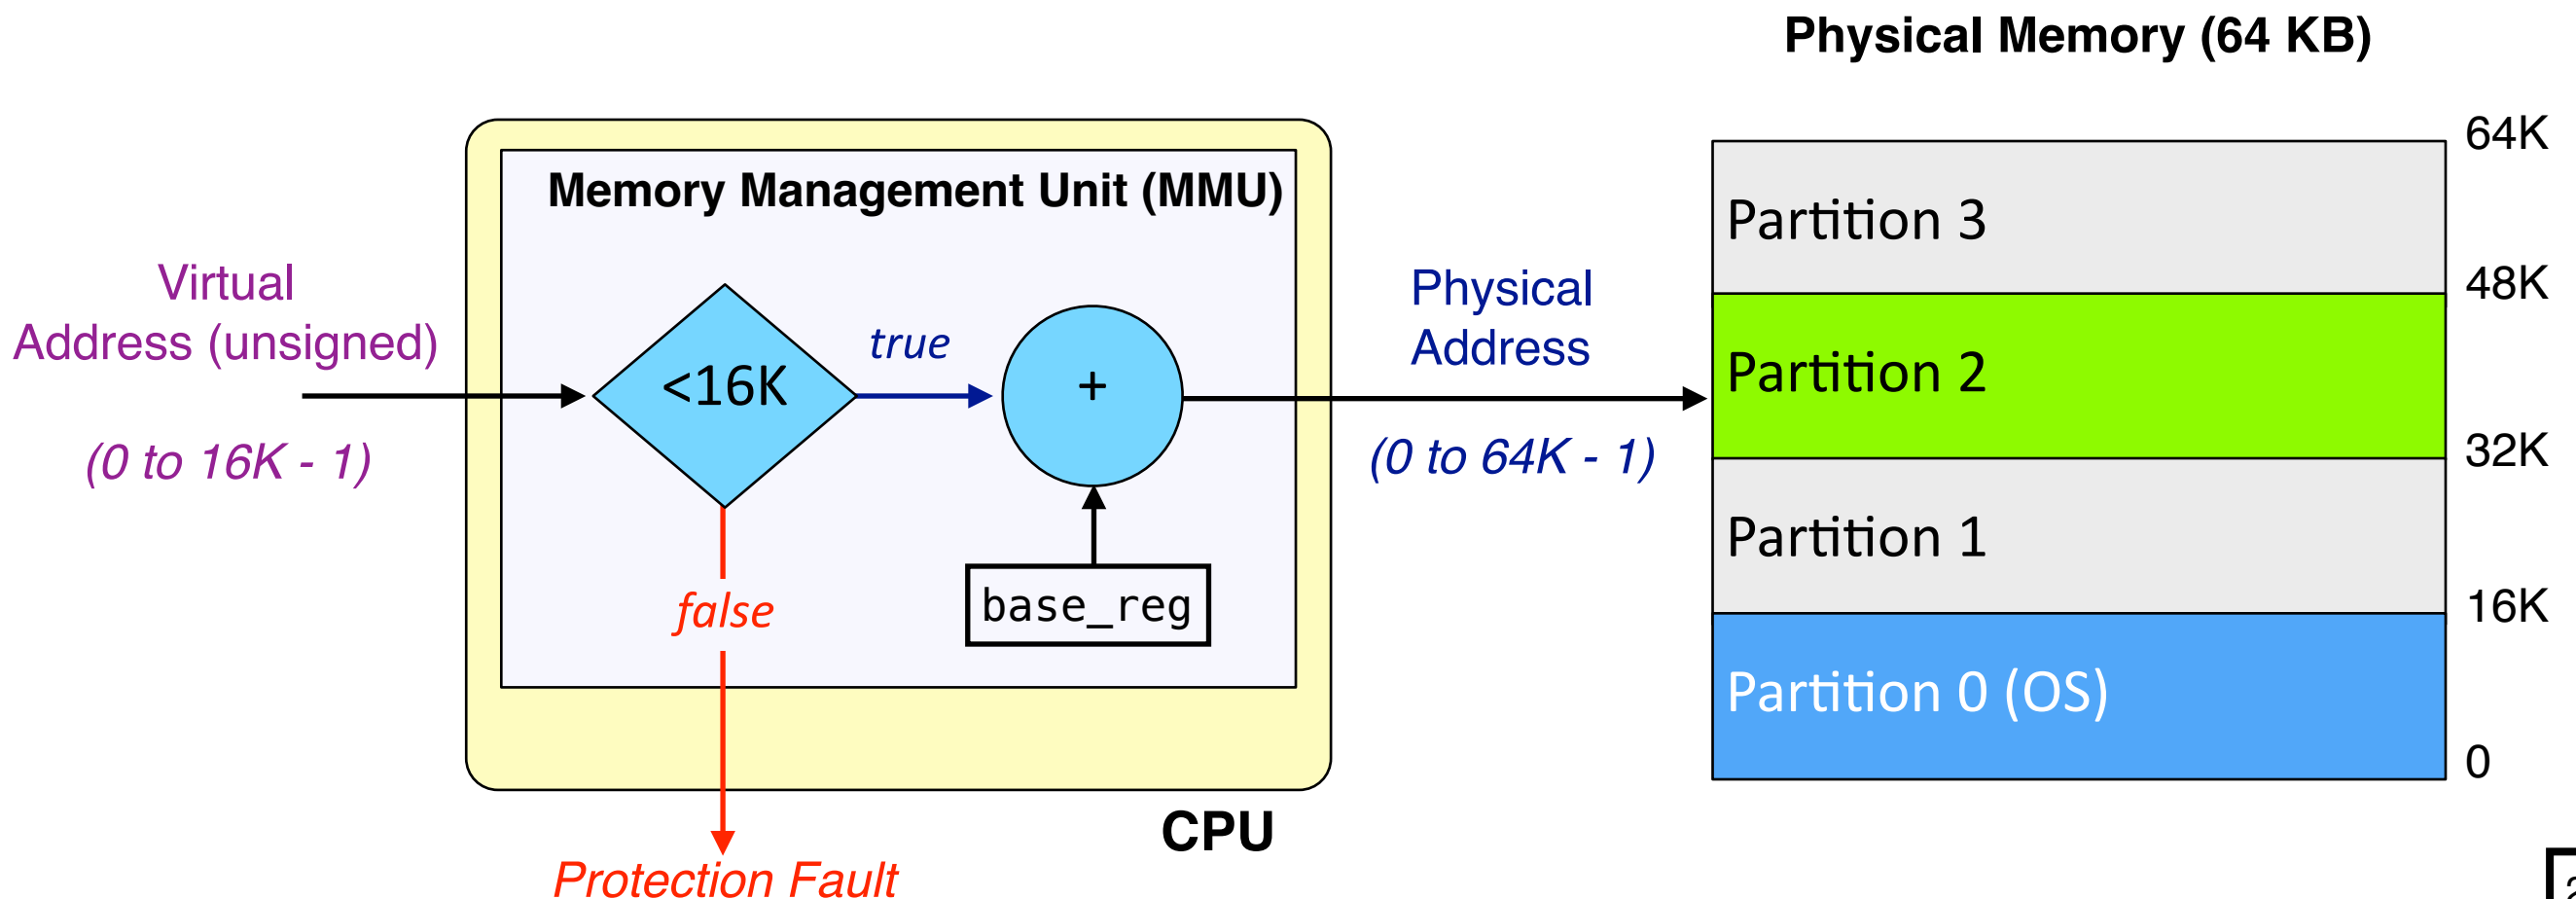 Physical Memory (64 KB)
Memory Management Unit (MMU)
Virtual
Address (unsigned)
(0 to 16K - 1)
<16K
true
+
false
base_reg
Protection Fault
CPU
Physical
Address
(0 to 64K - 1)
64K
Partition 3
48K
Partition 2
32K
Partition 1
16K
Partition 0 (OS)
0